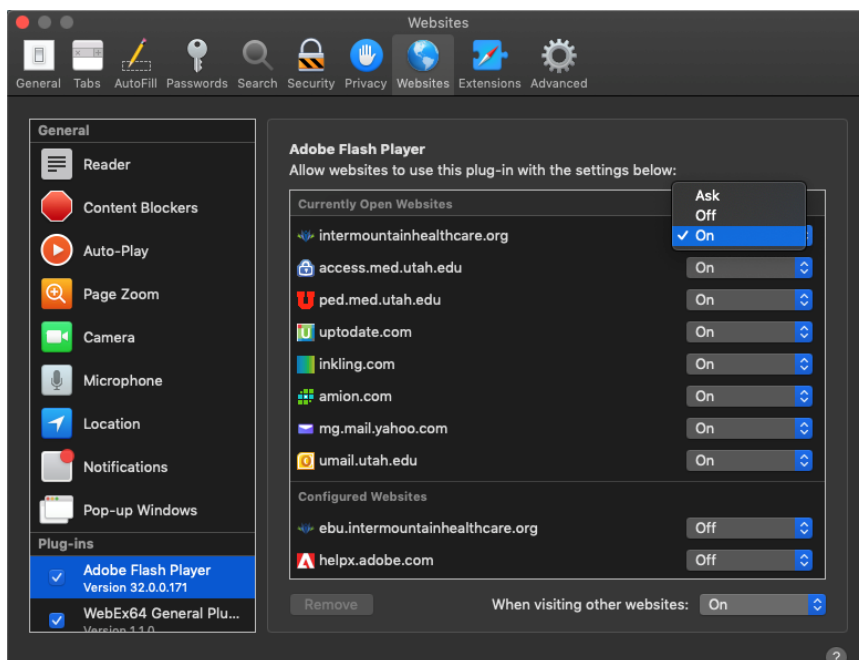 Websites
General Tabs AutoFill Passwords Search Security Privacy Websites Extensions Advanced
General
Reader
Content Blockers
Auto-Play
Page Zoom
Camera
Microphone
Location
Notifications
Pop-up Windows
Plug-ins
Adobe Flash Player
Version 32.0.0.171
WebEx64 General Plu...
Version 1.1.0
Adobe Flash Player
Allow websites to use this plug-in with the settings below:
Currently Open Websites
Ask
Off
intermountainhealthcare.org ✓ On
access.med.utah.edu On
ped.med.utah.edu On
uptodate.com On
inkling.com On
amion.com On
mg.mail.yahoo.com On
umail.utah.edu On
Configured Websites
ebu.intermountainhealthcare.org Off
helpx.adobe.com Off
Remove When visiting other websites: On
?